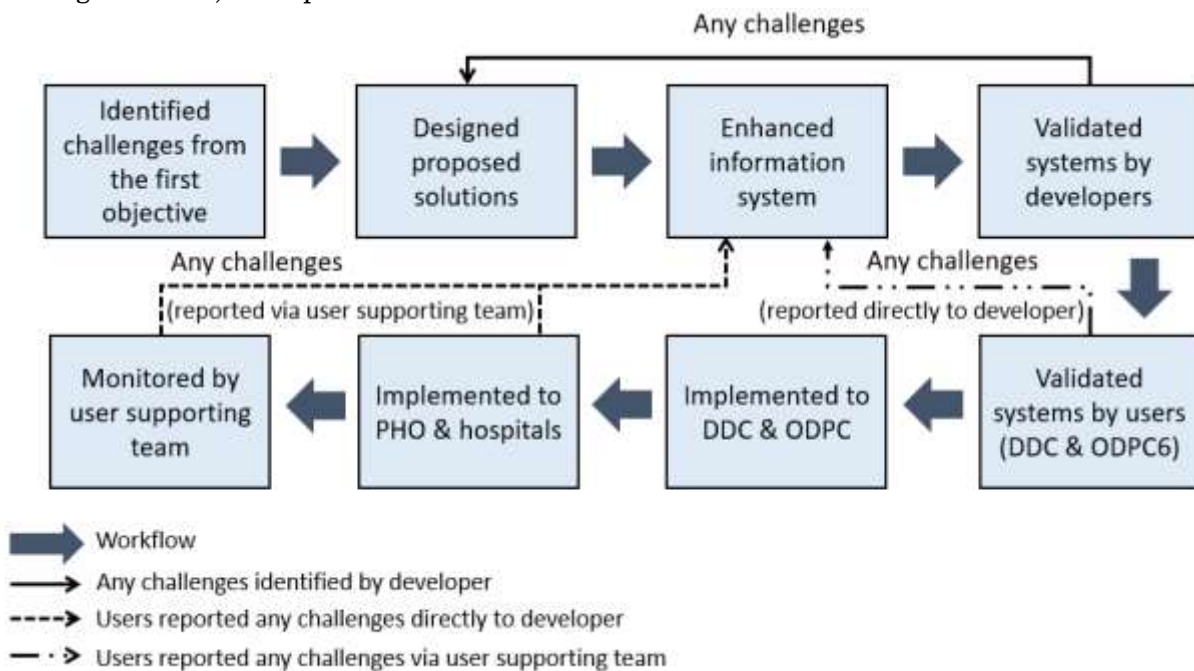 Any challenges
Identified
challenges from
the first
objective
Designed
proposed
solutions
Enhanced
information
system
Validated
systems by
developers
Any challenges
(reported via user supporting team)
Any challenges
(reported directly to developer)
Monitored by
user supporting
team
Implemented to
PHO & hospitals
Implemented to
DDC & ODPC
Validated
systems by users
(DDC & ODPC6)
Workflow
Any challenges identified by developer
Users reported any challenges directly to developer
Users reported any challenges via user supporting team